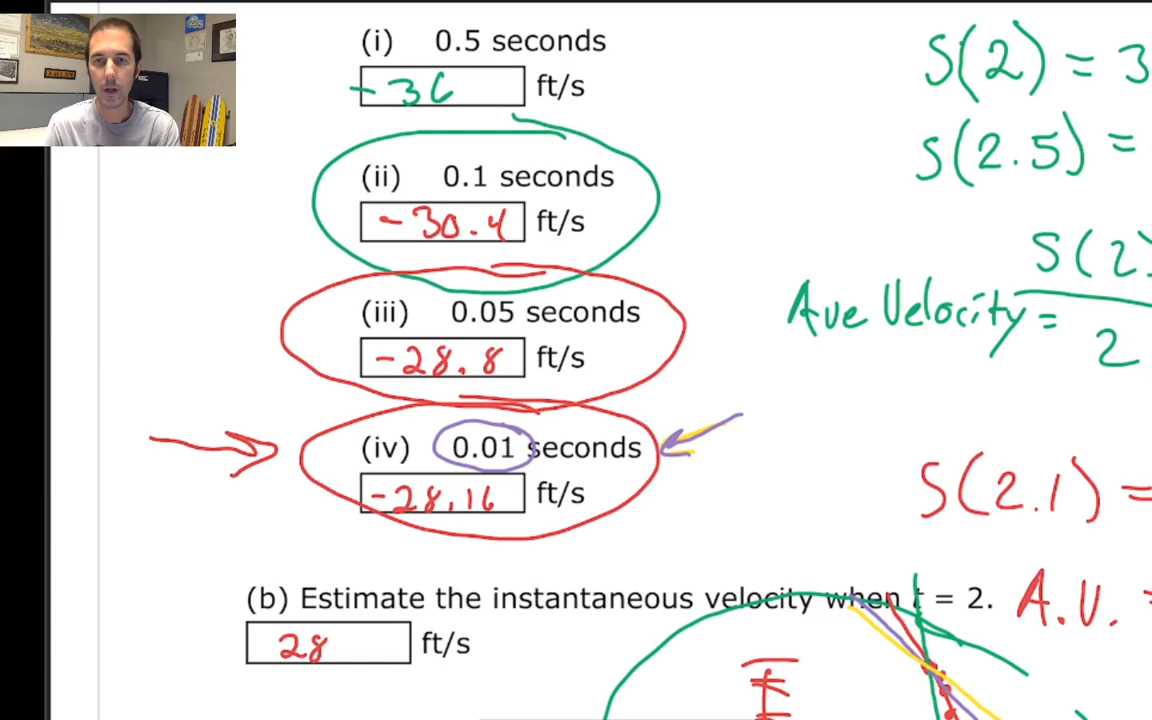 (i) 0.5 seconds
-36 ft/s
(ii) 0.1 seconds
-30.4 ft/s
(iii) 0.05 seconds
-28.8 ft/s
(iv) 0.01 seconds
-28.16 ft/s
(b) Estimate the instantaneous velocity when t = 2.
28 ft/s
S(2) = 3
S(2.5) =
S(2)
Ave Velocity =
2
S(2.1) =
A.V. =